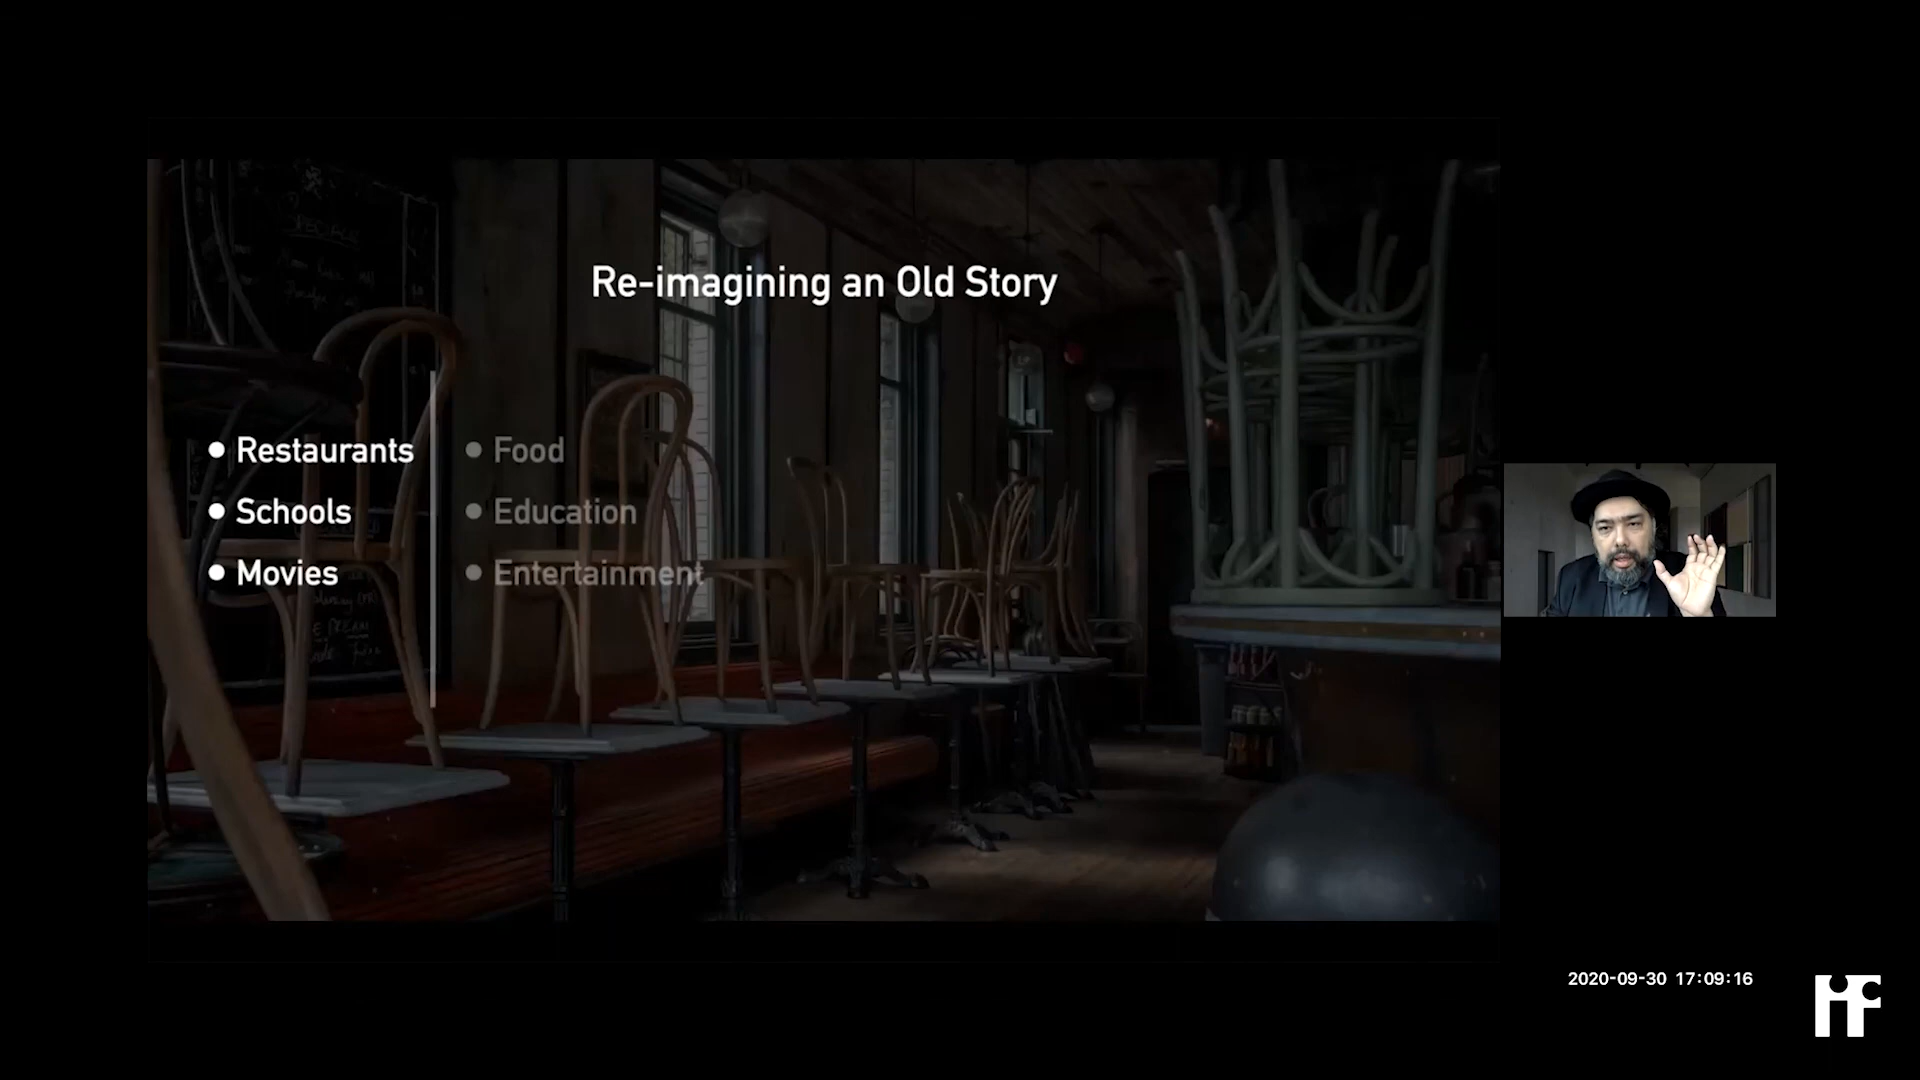 Re-imagining an Old Story
Restaurants
Schools
Movies
Food
Education
Entertainment
2020-09-30 17:09:16